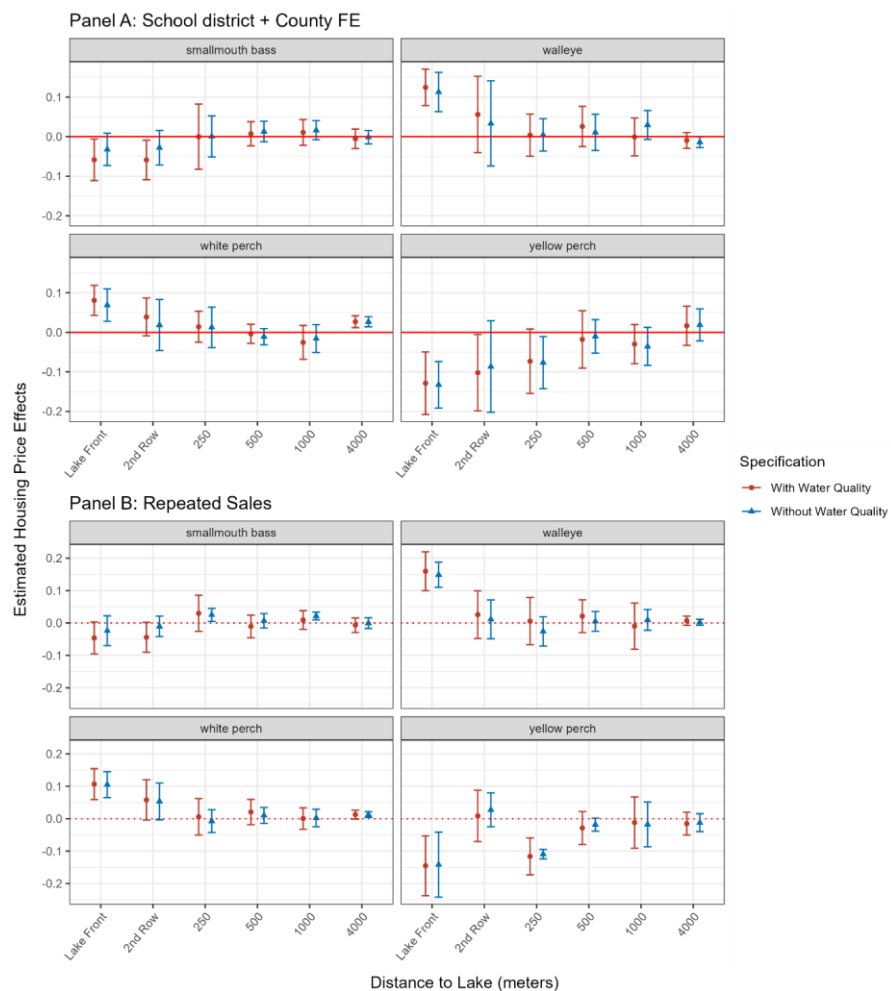 Panel A: School district + County FE
smallmouth bass
walleye
0.1
0.0
-0.1
-0.2
white perch
yellow perch
0.1
0.0
-0.1
-0.2
Lake Front
2nd Row
250
500
1000
4000
Lake Front
2nd Row
250
500
1000
4000
Estimated Housing Price Effects
Specification
With Water Quality
Without Water Quality
Panel B: Repeated Sales
smallmouth bass
walleye
0.2
0.1
0.0
-0.1
-0.2
white perch
yellow perch
0.2
0.1
0.0
-0.1
-0.2
Lake Front
2nd Row
250
500
1000
4000
Lake Front
2nd Row
250
500
1000
4000
Distance to Lake (meters)